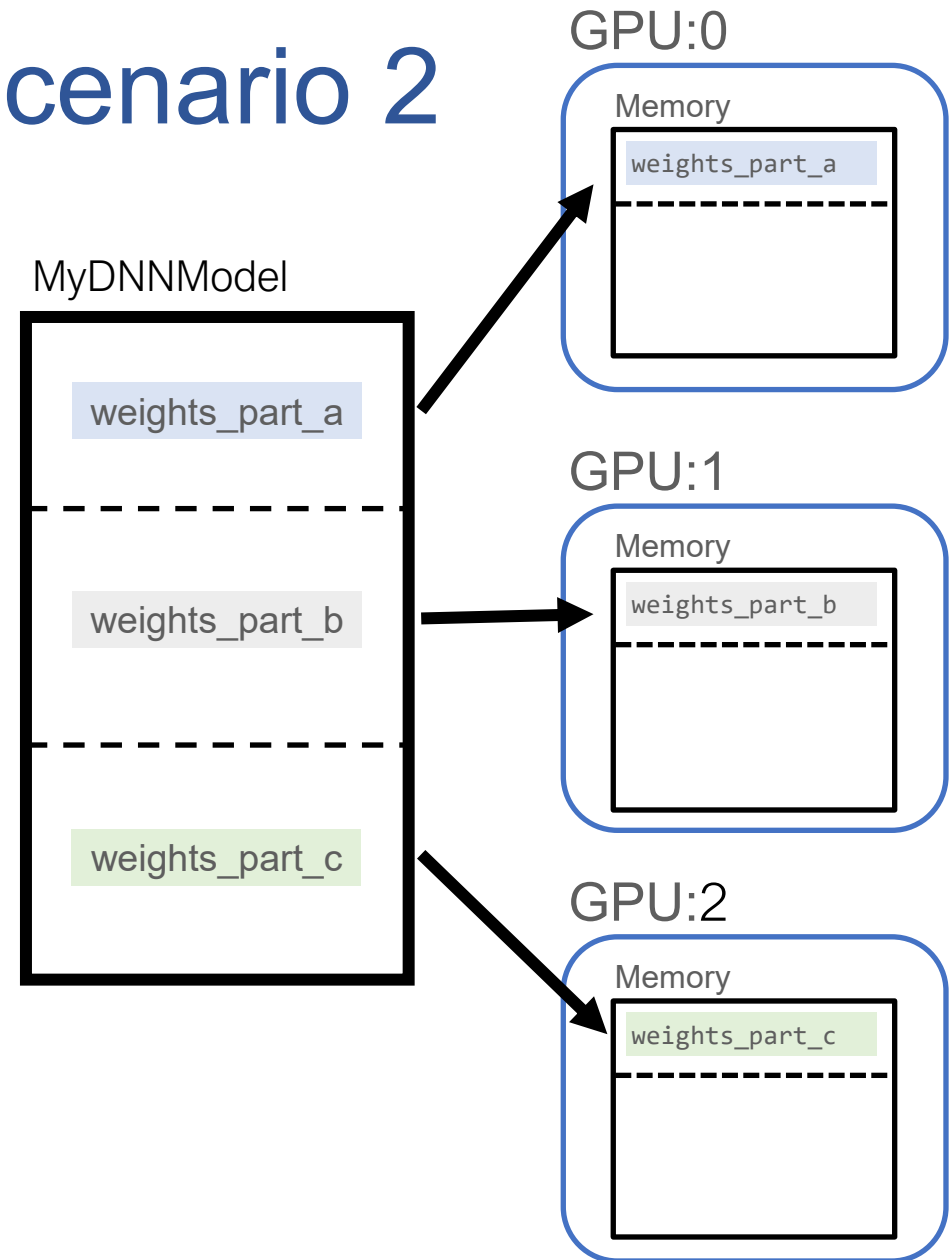 cenario 2
MyDNNModel
weights_part_a
weights_part_b
weights_part_c
GPU:0
Memory
weights_part_a
GPU:1
Memory
weights_part_b
GPU:2
Memory
weights_part_c